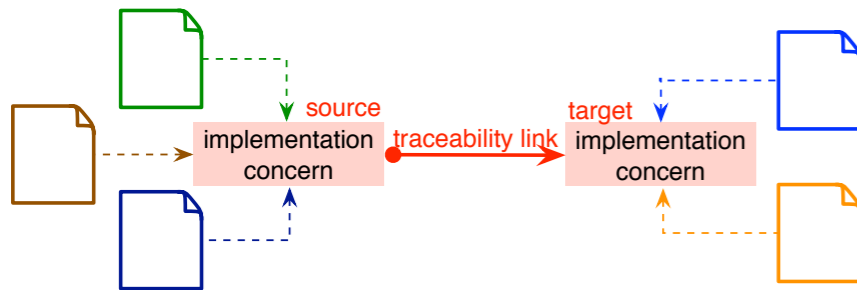 source
implementation
concern
traceability link
target
implementation
concern